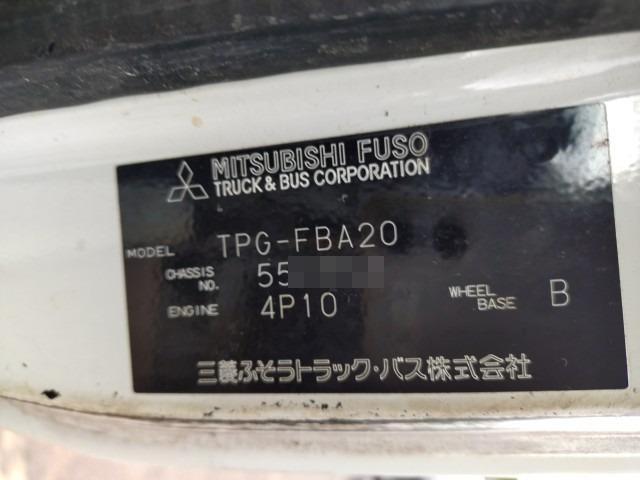 MITSUBISHI FUSO
TRUCK & BUS CORPORATION
MODEL TPG-FBA20
CHASSIS NO. 55
ENGINE 4P10
WHEEL BASE B
三菱ふそうトラック・バス株式会社